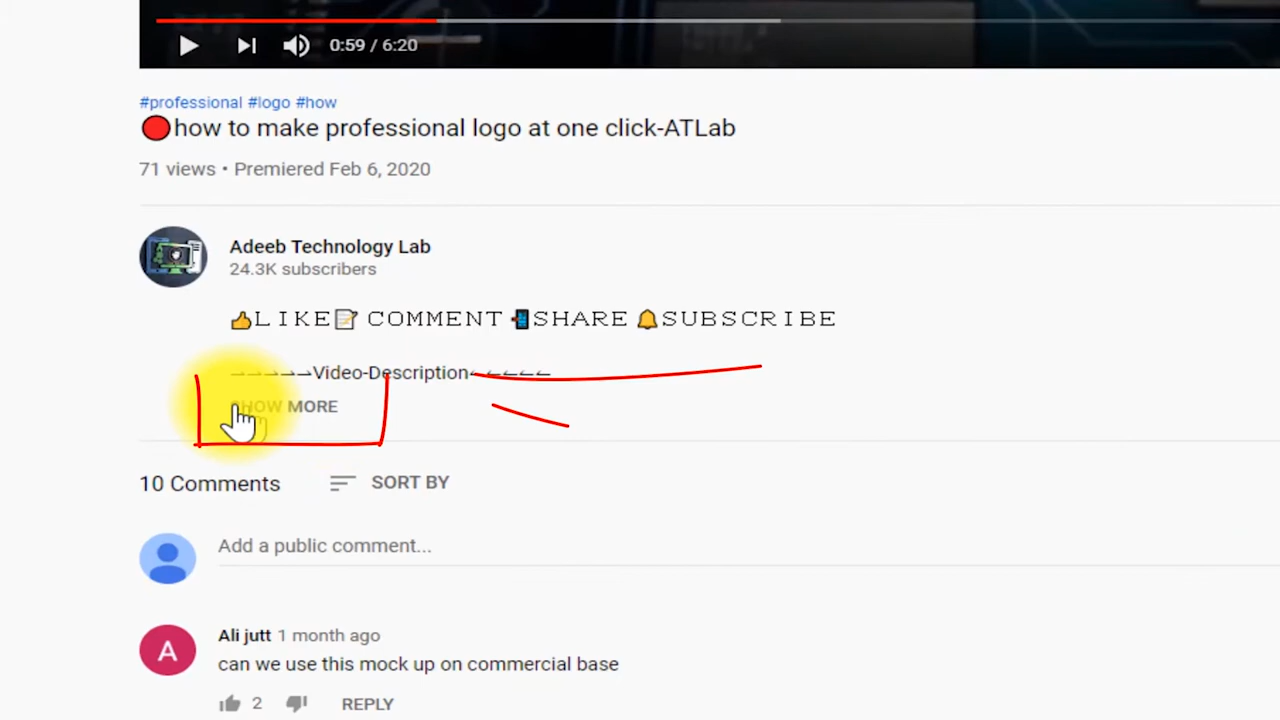 0:59 / 6:20
#professional #logo #how
🔴how to make professional logo at one click-ATLab
71 views • Premiered Feb 6, 2020
Adeeb Technology Lab
24.3K subscribers
👍LIKE📝 COMMENT 📲SHARE 🔔SUBSCRIBE
→→→→→Video-Description←←←←←
SHOW MORE
10 Comments
SORT BY
Add a public comment...
A
Ali jutt 1 month ago
can we use this mock up on commercial base
2
REPLY